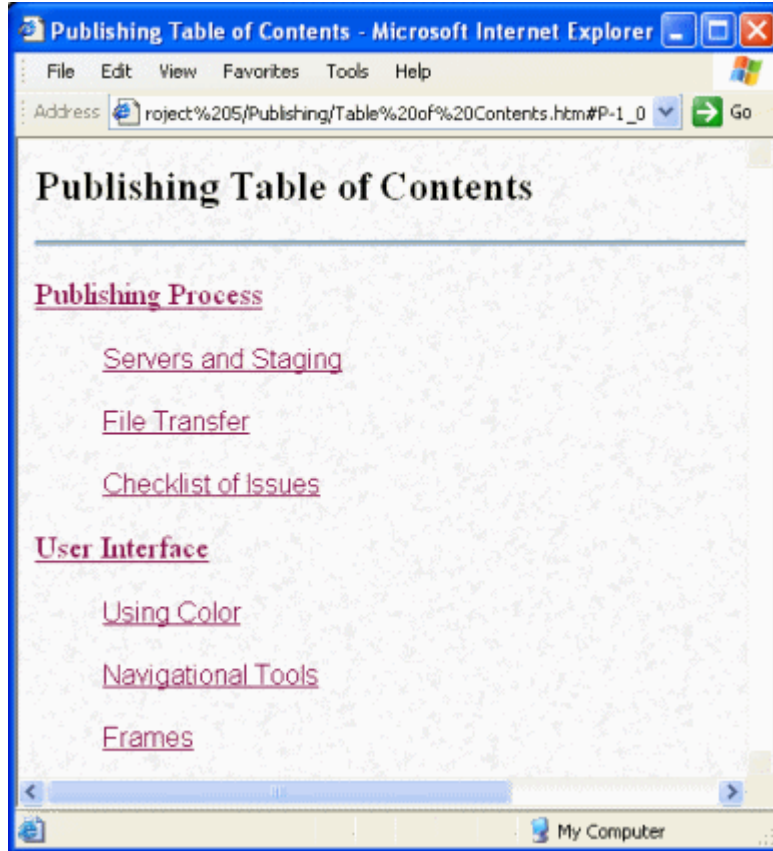 Publishing Table of Contents - Microsoft Internet Explorer
File Edit View Favorites Tools Help
Address roject%205/Publishing/Table%20of%20Contents.htm#P-1_0 Go
Publishing Table of Contents
Publishing Process
Servers and Staging
File Transfer
Checklist of Issues
User Interface
Using Color
Navigational Tools
Frames
My Computer